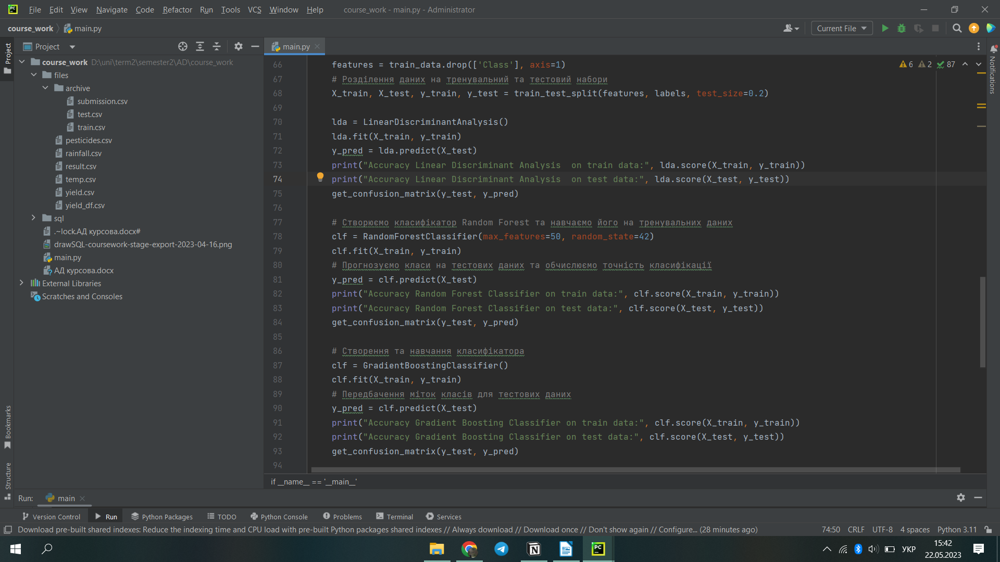 File Edit View Navigate Code Refactor Run Tools VCS Window Help course_work - main.py - Administrator
course_work main.py
Current File
Project
Project
main.py
course_work D:\uni\term2\semester2\AD\course_work
files
archive
submission.csv
test.csv
train.csv
pesticides.csv
rainfall.csv
result.csv
temp.csv
yield.csv
yield_df.csv
sql
.~lock.АД курсова.docx#
drawSQL-coursework-stage-export-2023-04-16.png
main.py
АД курсова.docx
External Libraries
Scratches and Consoles
Bookmarks
Structure
6 2 87
Notifications
66 features = train_data.drop(['Class'], axis=1)
67 # Розділення даних на тренувальний та тестовий набори
68 X_train, X_test, y_train, y_test = train_test_split(features, labels, test_size=0.2)
69
70 lda = LinearDiscriminantAnalysis()
71 lda.fit(X_train, y_train)
72 y_pred = lda.predict(X_test)
73 print("Accuracy Linear Discriminant Analysis  on train data:", lda.score(X_train, y_train))
74 print("Accuracy Linear Discriminant Analysis  on test data:", lda.score(X_test, y_test))
75 get_confusion_matrix(y_test, y_pred)
76
77 # Створюємо класифікатор Random Forest та навчаємо його на тренувальних даних
78 clf = RandomForestClassifier(max_features=50, random_state=42)
79 clf.fit(X_train, y_train)
80 # Прогнозуємо класи на тестових даних та обчислюємо точність класифікації
81 y_pred = clf.predict(X_test)
82 print("Accuracy Random Forest Classifier on train data:", clf.score(X_train, y_train))
83 print("Accuracy Random Forest Classifier on test data:", clf.score(X_test, y_test))
84 get_confusion_matrix(y_test, y_pred)
85
86 # Створення та навчання класифікатора
87 clf = GradientBoostingClassifier()
88 clf.fit(X_train, y_train)
89 # Передбачення міток класів для тестових даних
90 y_pred = clf.predict(X_test)
91 print("Accuracy Gradient Boosting Classifier on train data:", clf.score(X_train, y_train))
92 print("Accuracy Gradient Boosting Classifier on test data:", clf.score(X_test, y_test))
93 get_confusion_matrix(y_test, y_pred)
94
if __name__ == '__main__'
Run: main
Version Control Run Python Packages TODO Python Console Problems Terminal Services
Download pre-built shared indexes: Reduce the indexing time and CPU load with pre-built Python packages shared indexes // Always download // Download once // Don't show again // Configure... (28 minutes ago) 74:50 CRLF UTF-8 4 spaces Python 3.11
УКР
15:42
22.05.2023